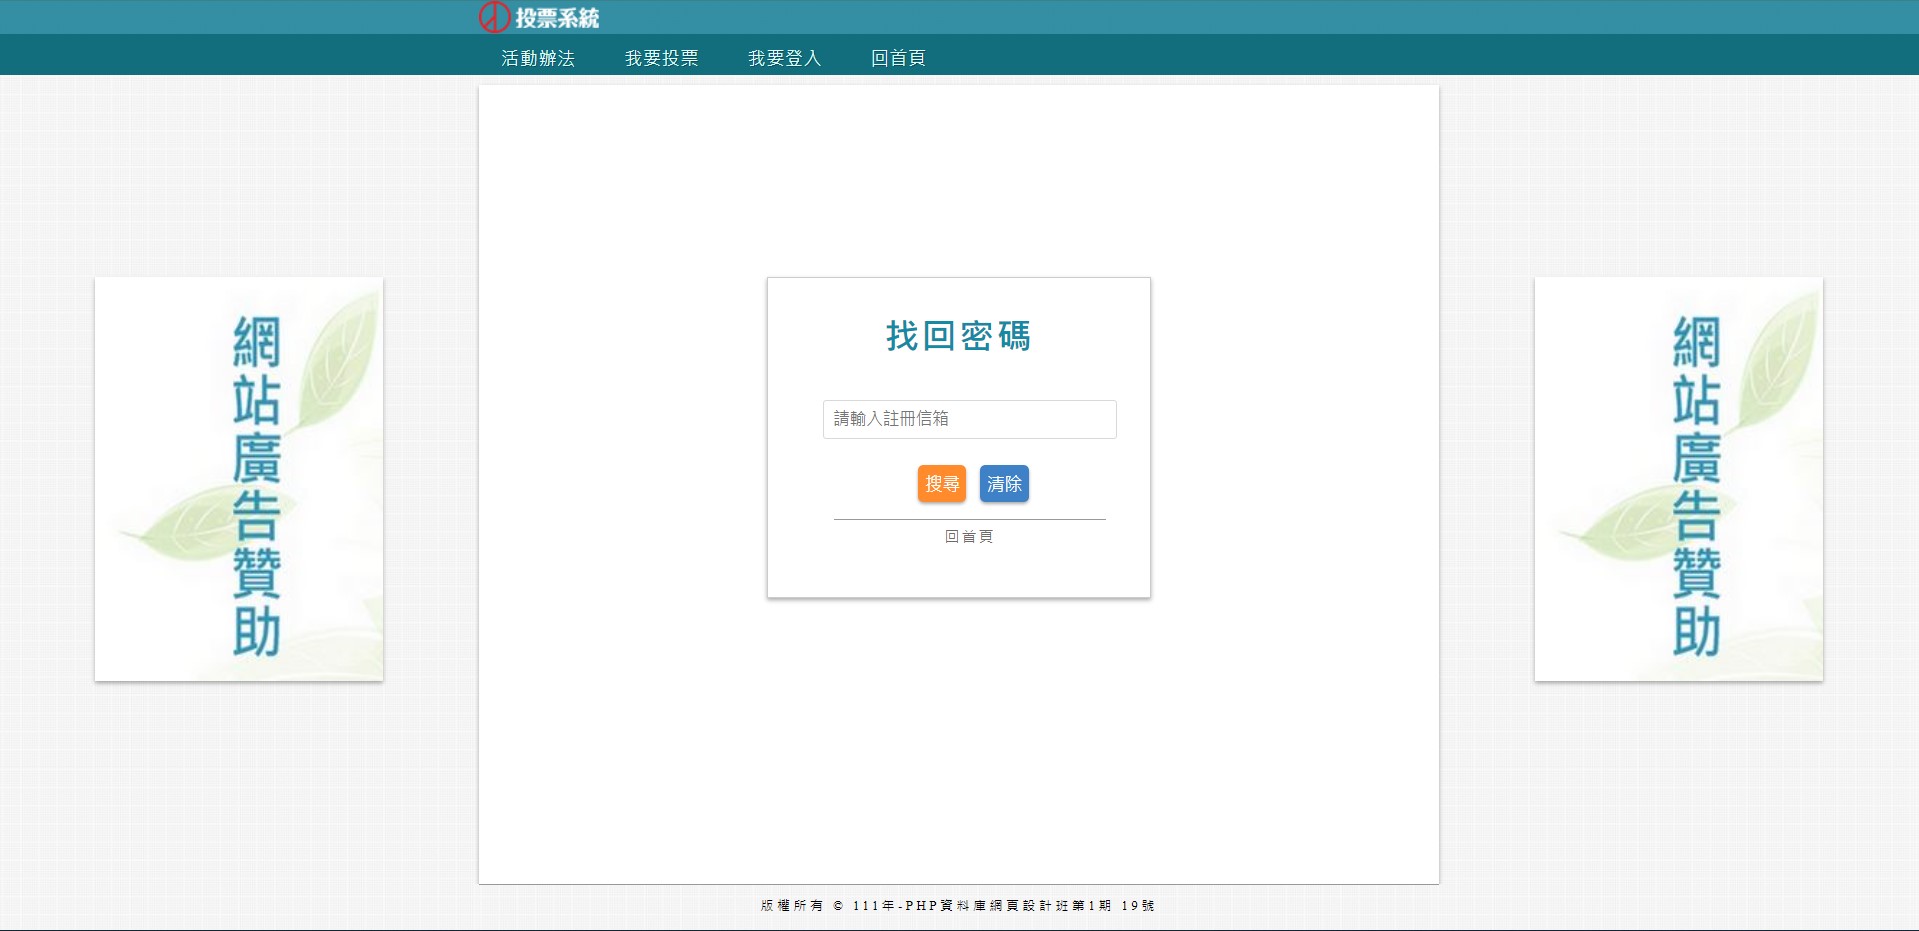 投票系統
活動辦法 我要投票 我要登入 回首頁
網站廣告贊助
找回密碼
請輸入註冊信箱
搜尋 清除
回首頁
網站廣告贊助
版權所有 © 111年-PHP資料庫網頁設計班第1期 19號